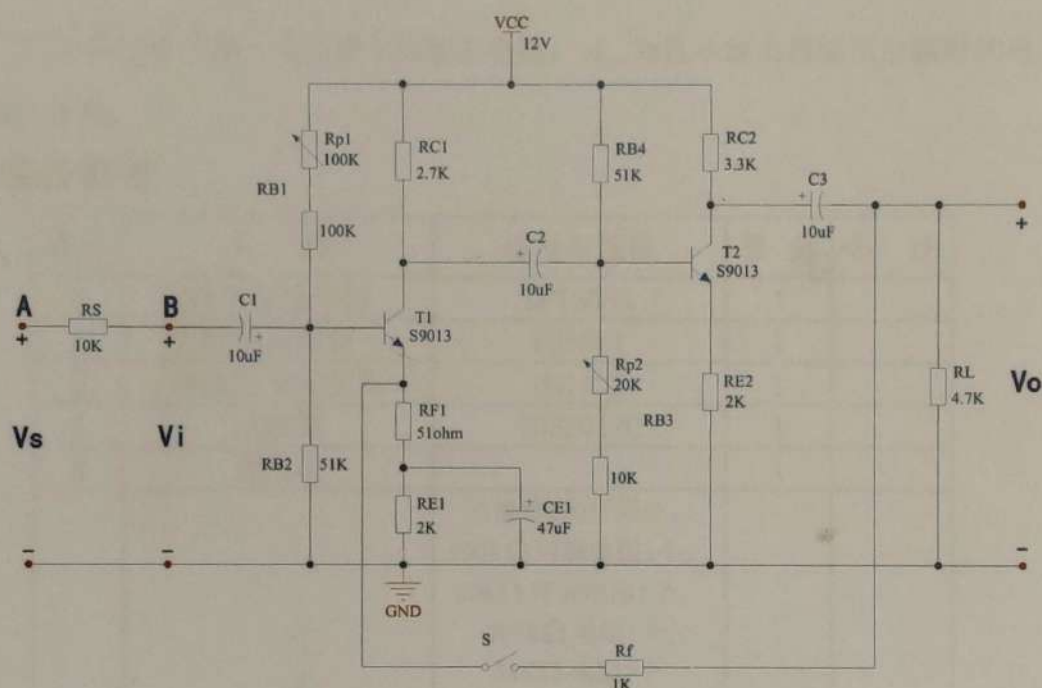 VCC
12V
Rp1
100K
RC1
2.7K
RB4
51K
RC2
3.3K
RB1
100K
C3
10uF
+
C2
10uF
T2
S9013
A
RS
10K
B
C1
10uF
T1
S9013
Rp2
20K
RB3
RE2
2K
RL
4.7K
Vo
Vs
Vi
RF1
51ohm
RB2
51K
RE1
2K
CE1
47uF
10K
GND
S
Rf
1K